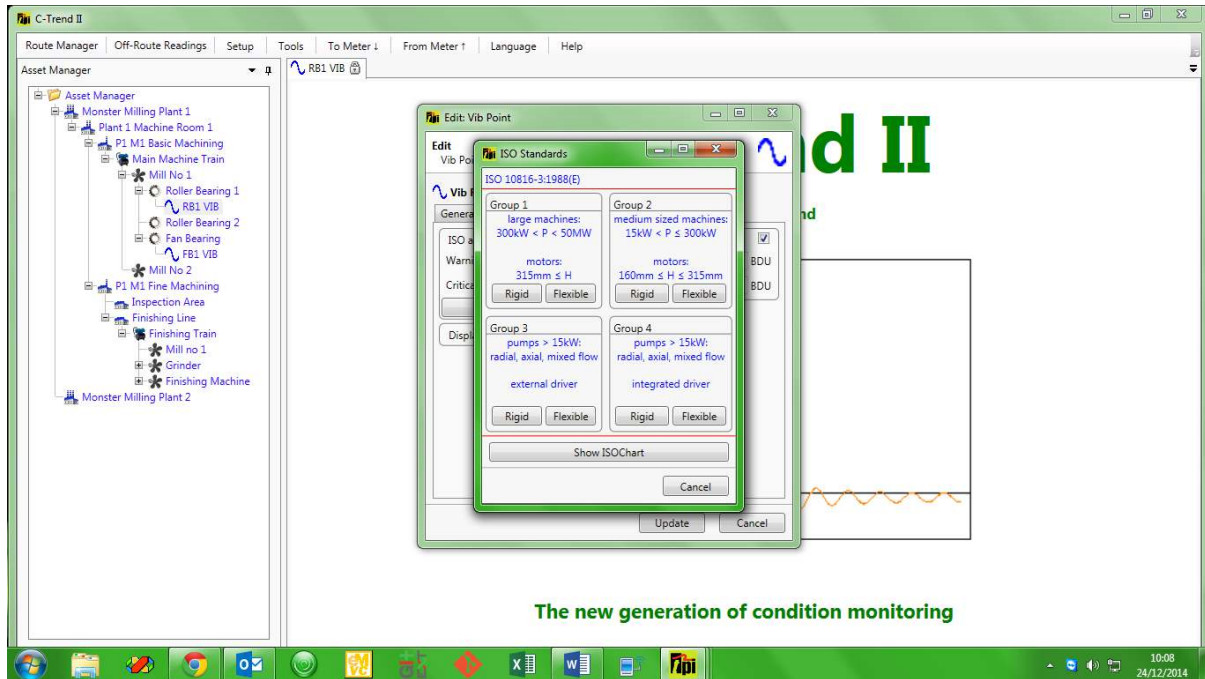 C-Trend II
Route Manager Off-Route Readings Setup Tools To Meter ↓ From Meter ↑ Language Help
Asset Manager
RB1 VIB
Asset Manager
Monster Milling Plant 1
Plant 1 Machine Room 1
P1 M1 Basic Machining
Main Machine Train
Mill No 1
Roller Bearing 1
RB1 VIB
Roller Bearing 2
Fan Bearing
FB1 VIB
Mill No 2
P1 M1 Fine Machining
Inspection Area
Finishing Line
Finishing Train
Mill no 1
Grinder
Finishing Machine
Monster Milling Plant 2
nd II
nd
Edit: Vib Point
Edit
Vib Poi
Vib P
Genera
ISO a
Warni
BDU
Critica
BDU
Displ
Update Cancel
ISO Standards
ISO 10816-3:1988(E)
Group 1
large machines:
300kW < P < 50MW
motors:
315mm ≤ H
Rigid Flexible
Group 2
medium sized machines:
15kW < P ≤ 300kW
motors:
160mm ≤ H ≤ 315mm
Rigid Flexible
Group 3
pumps > 15kW:
radial, axial, mixed flow
external driver
Rigid Flexible
Group 4
pumps > 15kW:
radial, axial, mixed flow
integrated driver
Rigid Flexible
Show ISOChart
Cancel
The new generation of condition monitoring
10:08
24/12/2014